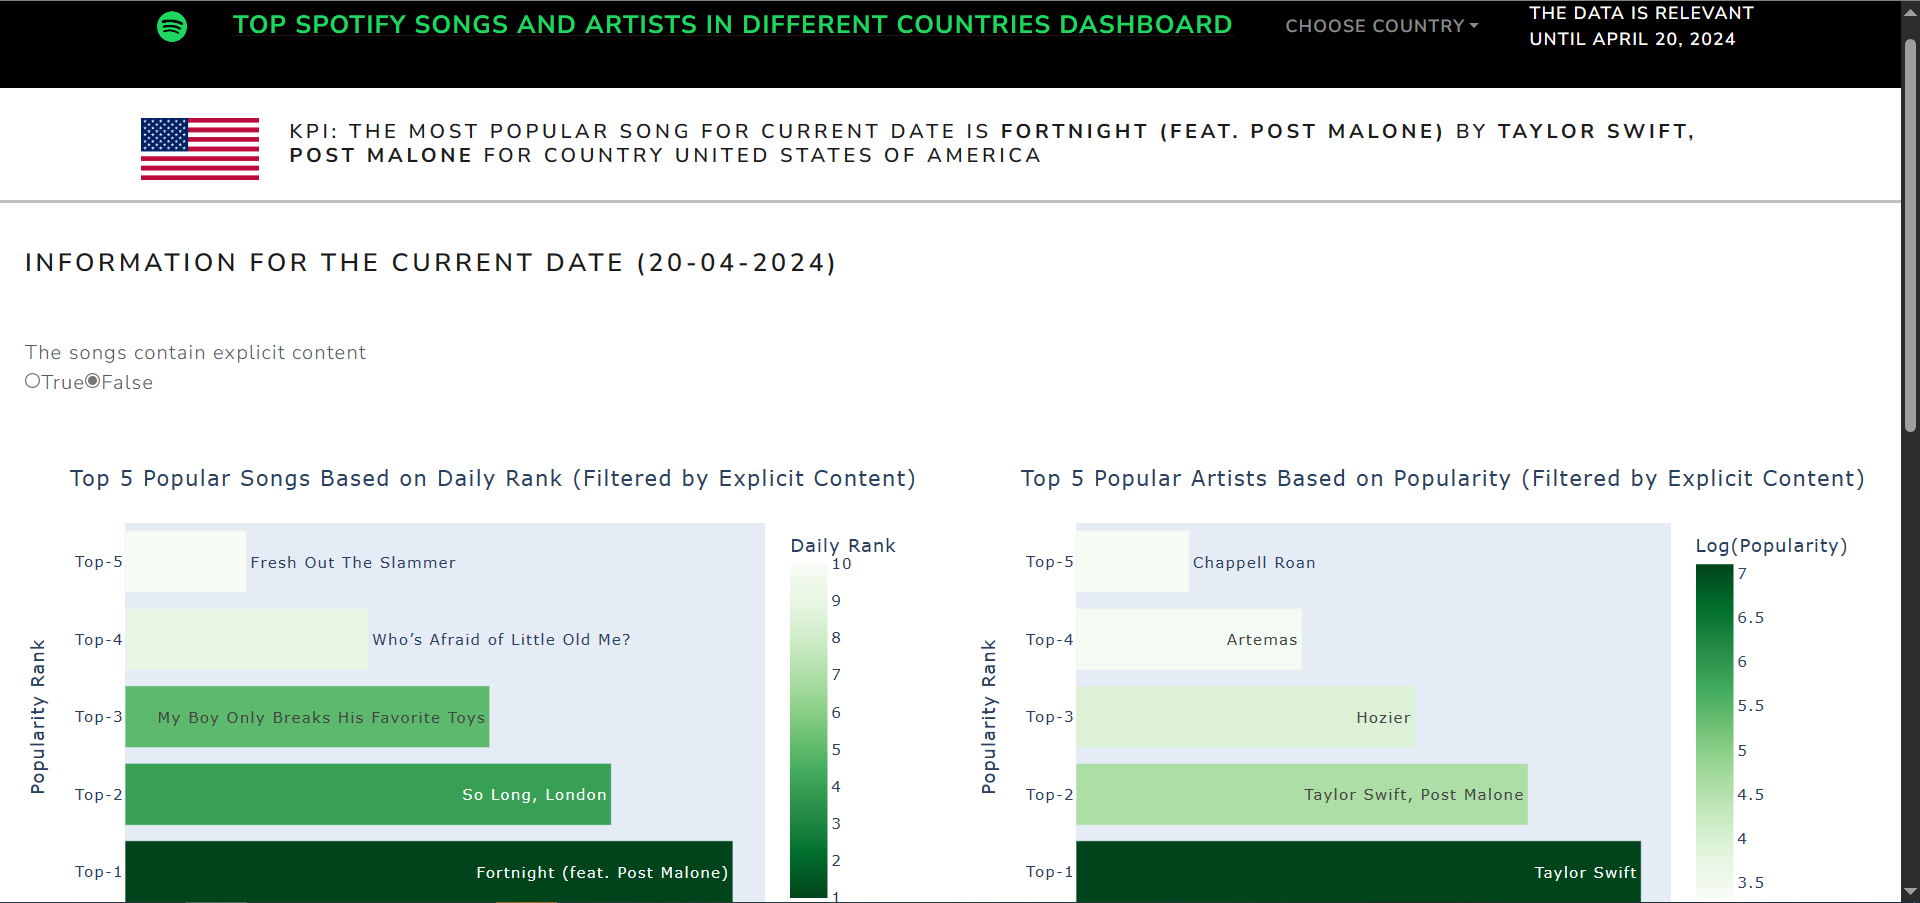 TOP SPOTIFY SONGS AND ARTISTS IN DIFFERENT COUNTRIES DASHBOARD
CHOOSE COUNTRY
THE DATA IS RELEVANT
UNTIL APRIL 20, 2024
KPI: THE MOST POPULAR SONG FOR CURRENT DATE IS FORTNIGHT (FEAT. POST MALONE) BY TAYLOR SWIFT,
POST MALONE FOR COUNTRY UNITED STATES OF AMERICA
INFORMATION FOR THE CURRENT DATE (20-04-2024)
The songs contain explicit content
True False
Top 5 Popular Songs Based on Daily Rank (Filtered by Explicit Content)
Popularity Rank
Top-5
Fresh Out The Slammer
Top-4
Who’s Afraid of Little Old Me?
Top-3
My Boy Only Breaks His Favorite Toys
Top-2
So Long, London
Top-1
Fortnight (feat. Post Malone)
Daily Rank
10
9
8
7
6
5
4
3
2
1
Top 5 Popular Artists Based on Popularity (Filtered by Explicit Content)
Popularity Rank
Top-5
Chappell Roan
Top-4
Artemas
Top-3
Hozier
Top-2
Taylor Swift, Post Malone
Top-1
Taylor Swift
Log(Popularity)
7
6.5
6
5.5
5
4.5
4
3.5